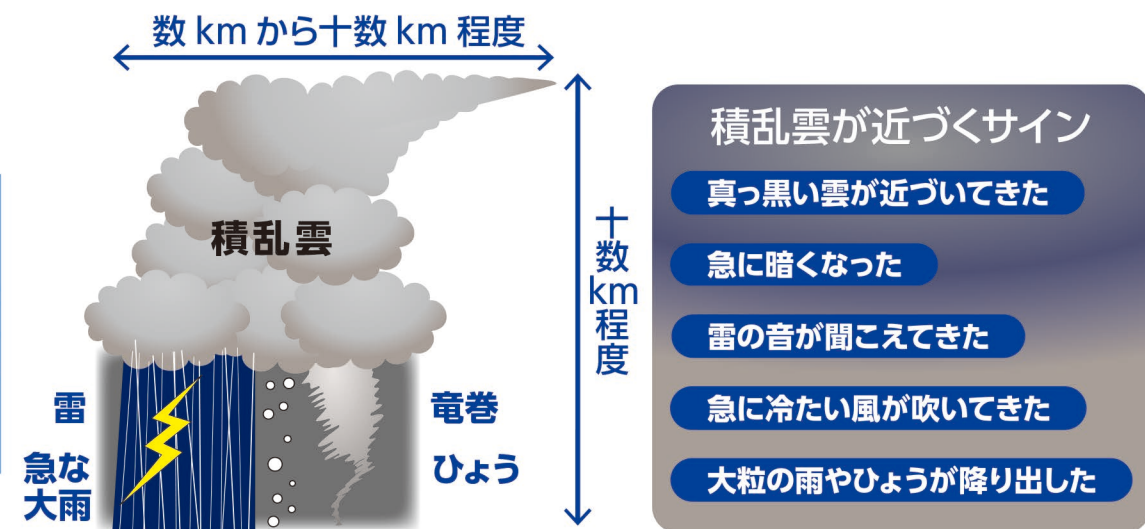 数 km から十数 km 程度
積乱雲
十数km程度
雷
急な
大雨
竜巻
ひょう
積乱雲が近づくサイン
真っ黒い雲が近づいてきた
急に暗くなった
雷の音が聞こえてきた
急に冷たい風が吹いてきた
大粒の雨やひょうが降り出した